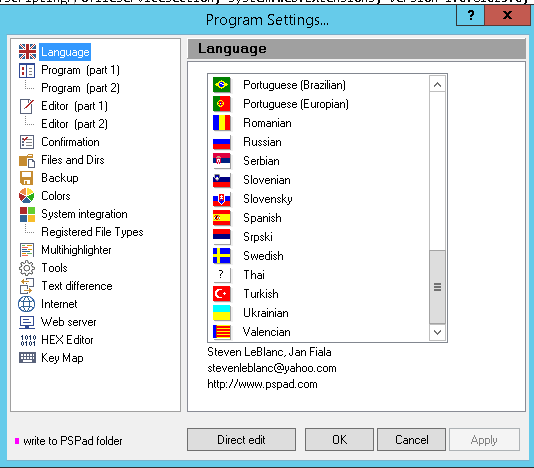 Program Settings...
?
x
Language
Program (part 1)
Program (part 2)
Editor (part 1)
Editor (part 2)
Confirmation
Files and Dirs
Backup
Colors
System integration
Registered File Types
Multihighlighter
Tools
Text difference
Internet
Web server
HEX Editor
Key Map
write to PSPad folder
Language
Portuguese (Brazilian)
Portuguese (Europian)
Romanian
Russian
Serbian
Slovenian
Slovensky
Spanish
Srpski
Swedish
? Thai
Turkish
Ukrainian
Valencian
Steven LeBlanc, Jan Fiala
stevenleblanc@yahoo.com
http://www.pspad.com
Direct edit
OK
Cancel
Apply